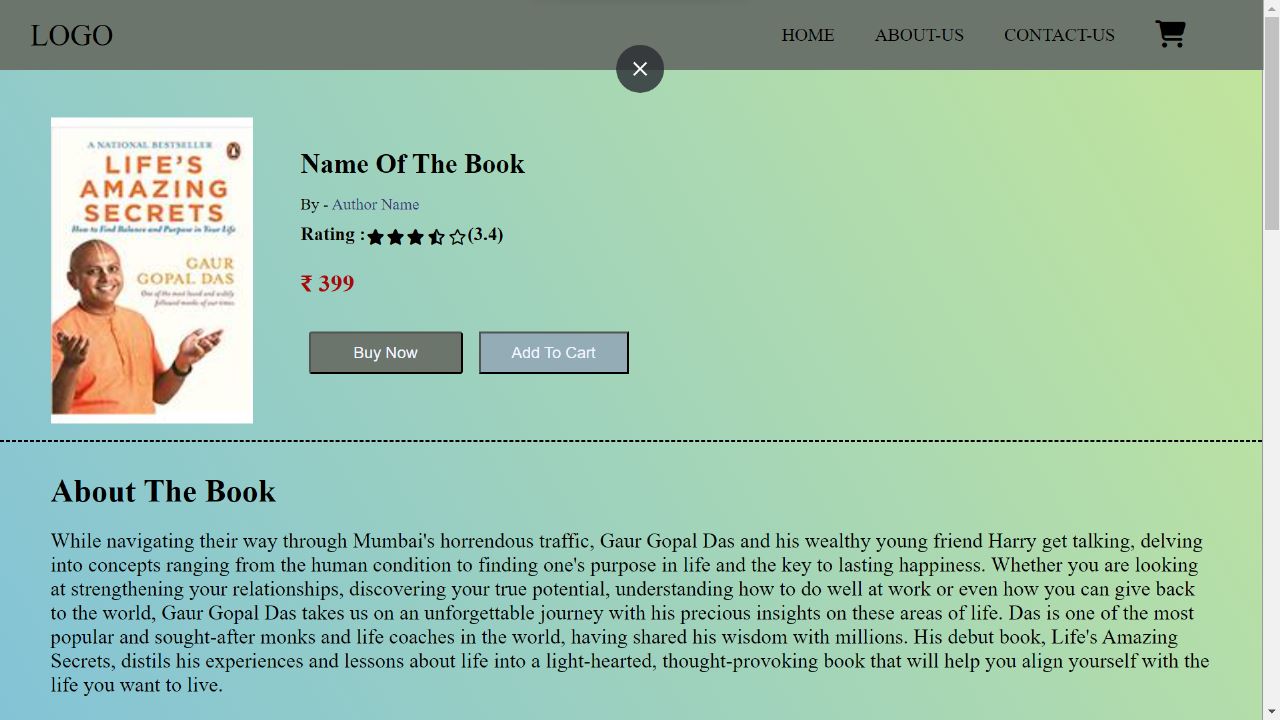 LOGO
HOME ABOUT-US CONTACT-US
A NATIONAL BESTSELLER
LIFE'S
AMAZING
SECRETS
How to Find Balance and Purpose in Your Life
GAUR
GOPAL DAS
One of the most loved and widely
followed monks of our times.
Name Of The Book
By - Author Name
Rating :(3.4)
₹ 399
Buy Now Add To Cart
About The Book
While navigating their way through Mumbai's horrendous traffic, Gaur Gopal Das and his wealthy young friend Harry get talking, delving
into concepts ranging from the human condition to finding one's purpose in life and the key to lasting happiness. Whether you are looking
at strengthening your relationships, discovering your true potential, understanding how to do well at work or even how you can give back
to the world, Gaur Gopal Das takes us on an unforgettable journey with his precious insights on these areas of life. Das is one of the most
popular and sought-after monks and life coaches in the world, having shared his wisdom with millions. His debut book, Life's Amazing
Secrets, distils his experiences and lessons about life into a light-hearted, thought-provoking book that will help you align yourself with the
life you want to live.